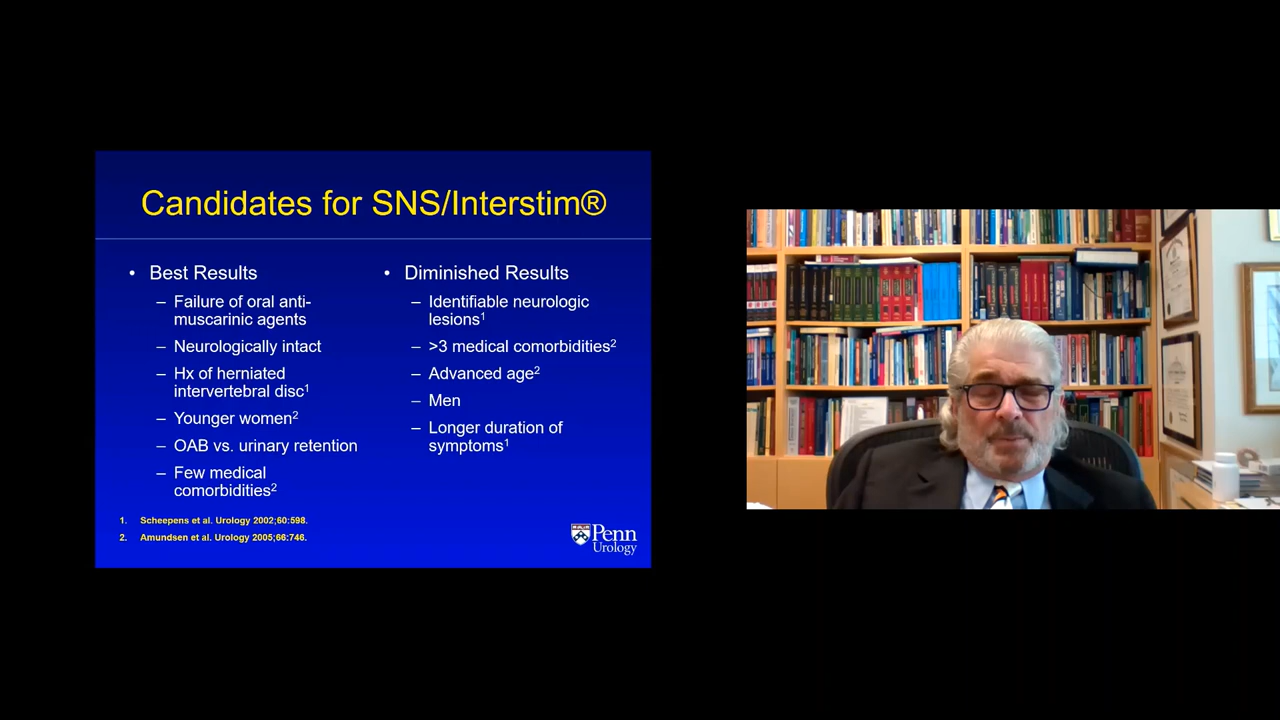 Candidates for SNS/Interstim®
• Best Results
– Failure of oral anti-
muscarinic agents
– Neurologically intact
– Hx of herniated
intervertebral disc1
– Younger women2
– OAB vs. urinary retention
– Few medical
comorbidities2
• Diminished Results
– Identifiable neurologic
lesions1
– >3 medical comorbidities2
– Advanced age2
– Men
– Longer duration of
symptoms1
1. Scheepens et al. Urology 2002;60:598.
2. Amundsen et al. Urology 2005;66:746.
Penn
Urology